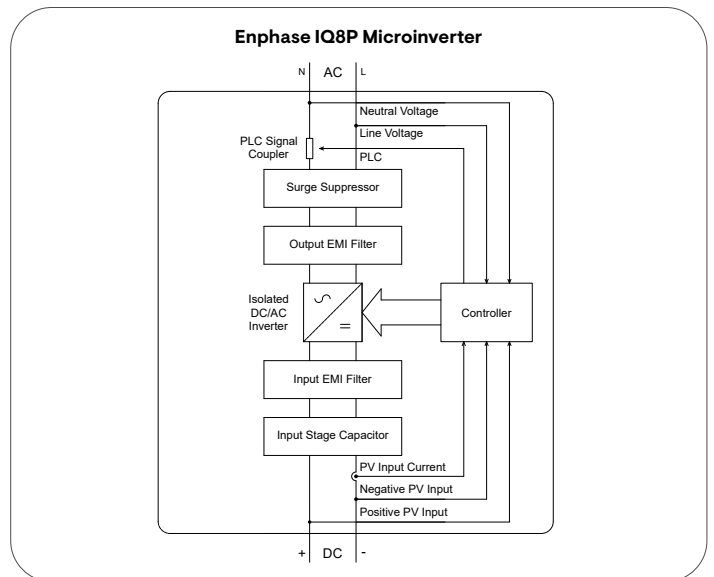 Enphase IQ8P Microinverter
N AC L
Neutral Voltage
Line Voltage
PLC Signal
Coupler
PLC
Surge Suppressor
Output EMI Filter
Isolated
DC/AC
Inverter
Controller
Input EMI Filter
Input Stage Capacitor
PV Input Current
Negative PV Input
Positive PV Input
+ DC -